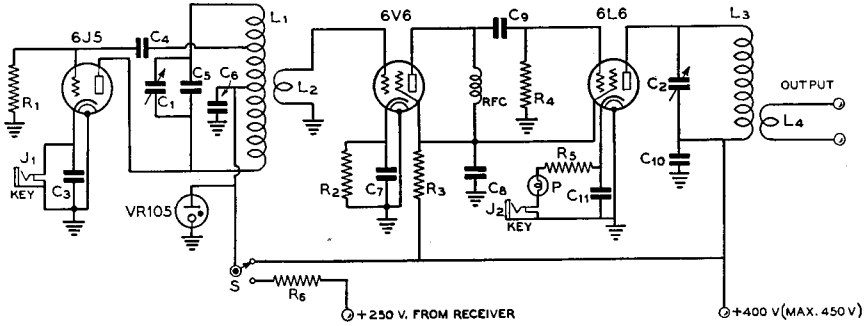 6J5
C4
L1
6V6
C9
6L6
L3
R1
C1
C5
C6
L2
RFC
R4
C2
OUTPUT
L4
J1
KEY
C3
R2
C7
R3
C8
R5
P
J2
KEY
C11
C10
VR105
S
R6
+250 V. FROM RECEIVER
+400 V (MAX. 450 V)